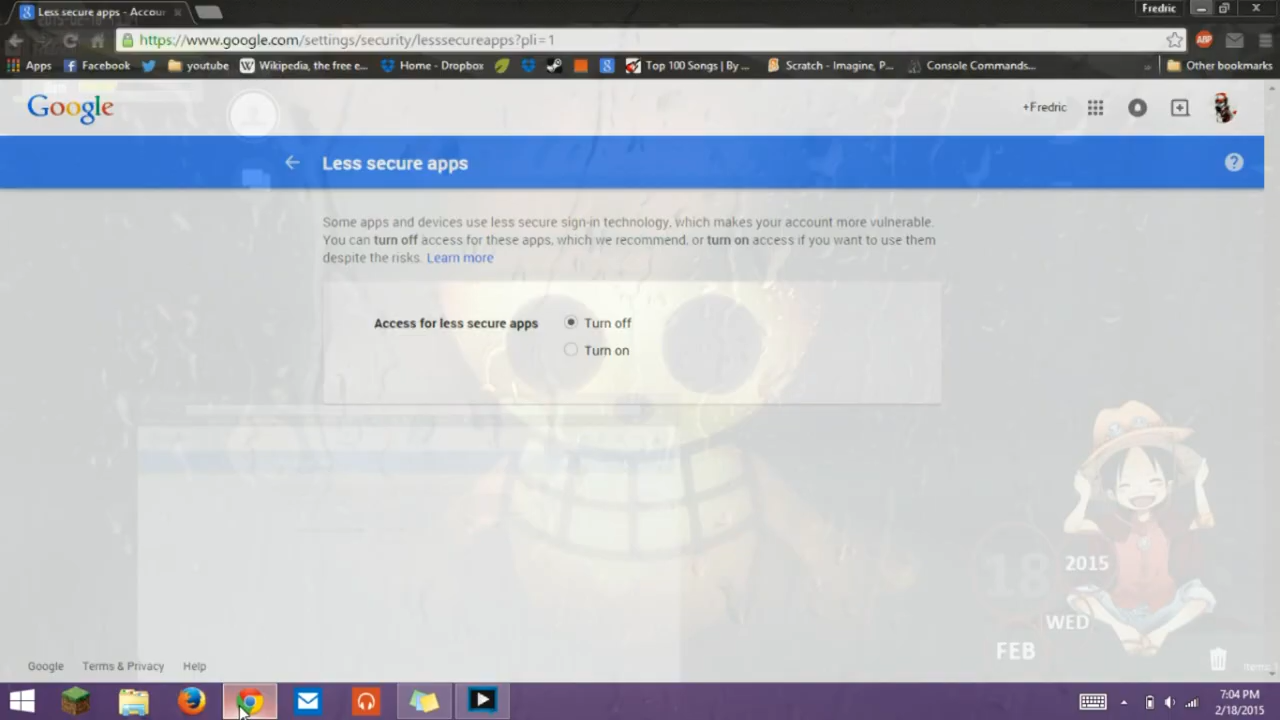 Less secure apps - Accour
Fredric
https://www.google.com/settings/security/lesssecureapps?pli=1
ABP
Apps
Facebook
youtube
Wikipedia, the free e...
Home - Dropbox
Top 100 Songs | By ...
Scratch - Imagine, P...
Console Commands...
»
Other bookmarks
Google
+Fredric
Less secure apps
Some apps and devices use less secure sign-in technology, which makes your account more vulnerable.
You can turn off access for these apps, which we recommend, or turn on access if you want to use them
despite the risks. Learn more
Access for less secure apps
Turn off
Turn on
18
2015
WED
FEB
items: 1
Google
Terms & Privacy
Help
7:04 PM
2/18/2015